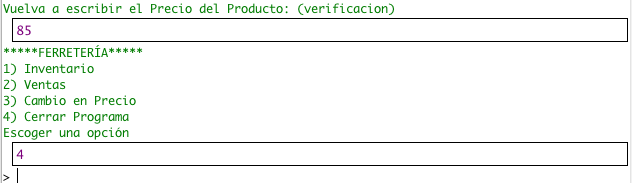 Vuelva a escribir el Precio del Producto: (verificacion)
85
*****FERRETERÍA*****
1) Inventario
2) Ventas
3) Cambio en Precio
4) Cerrar Programa
Escoger una opción
4
>